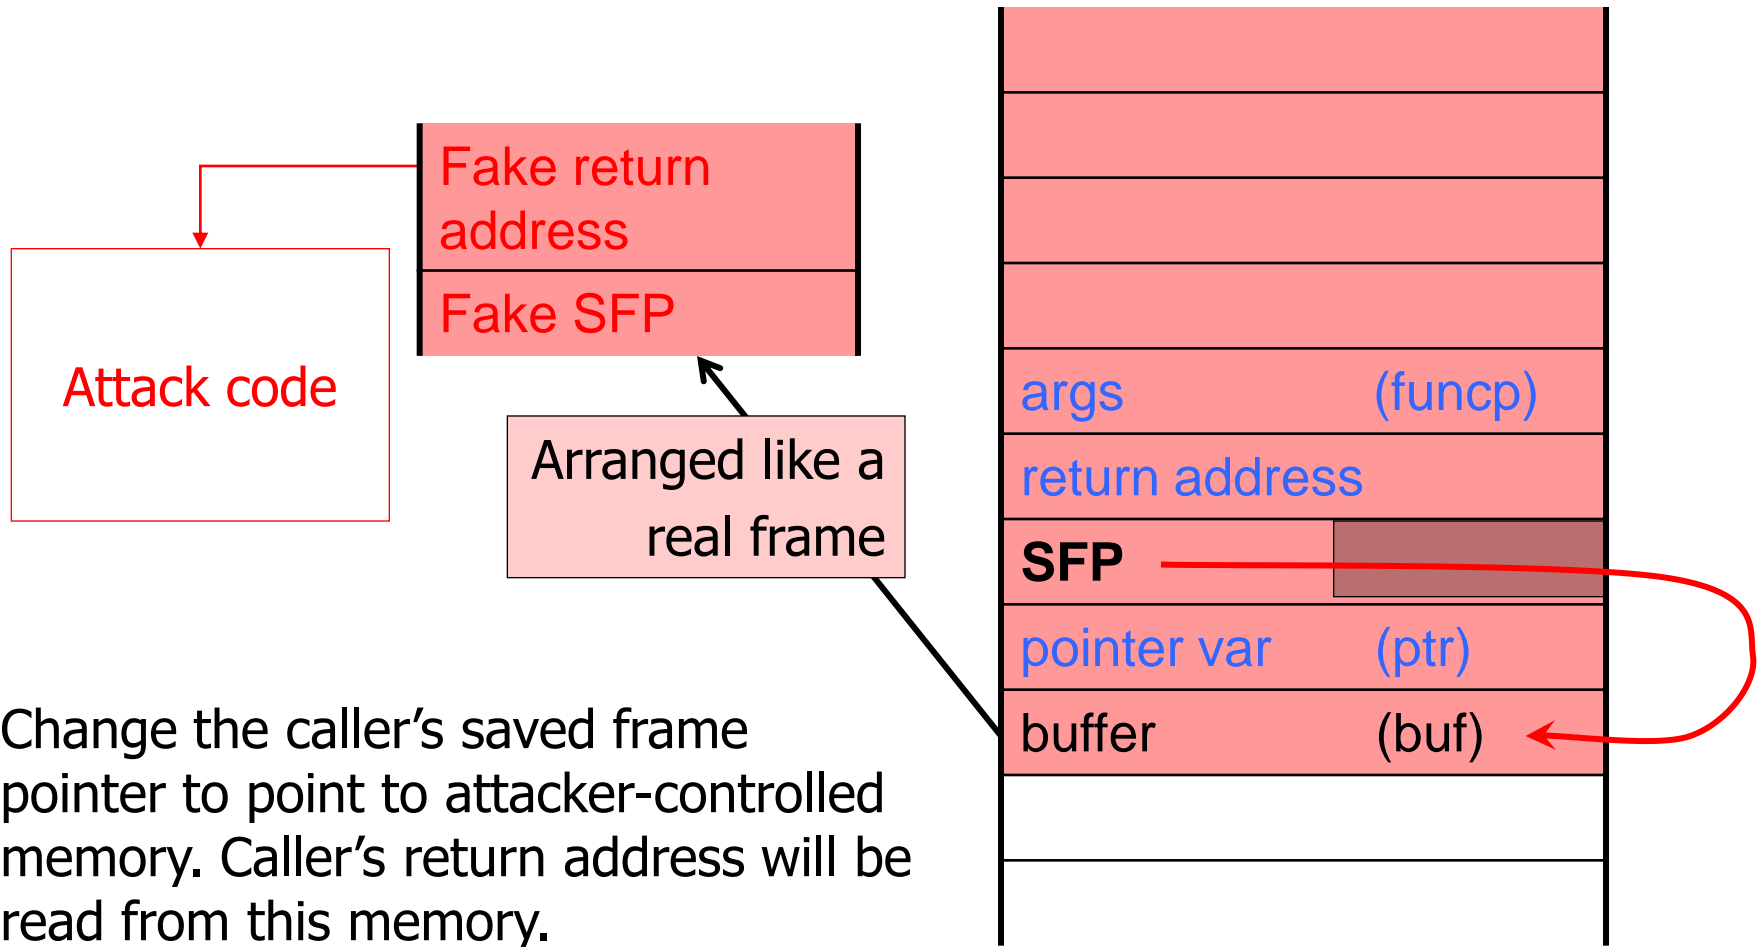 Fake return
address
Fake SFP
Attack code
Arranged like a
real frame
args (funcp)
return address
SFP
pointer var (ptr)
buffer (buf)
Change the caller’s saved frame
pointer to point to attacker-controlled
memory. Caller’s return address will be
read from this memory.